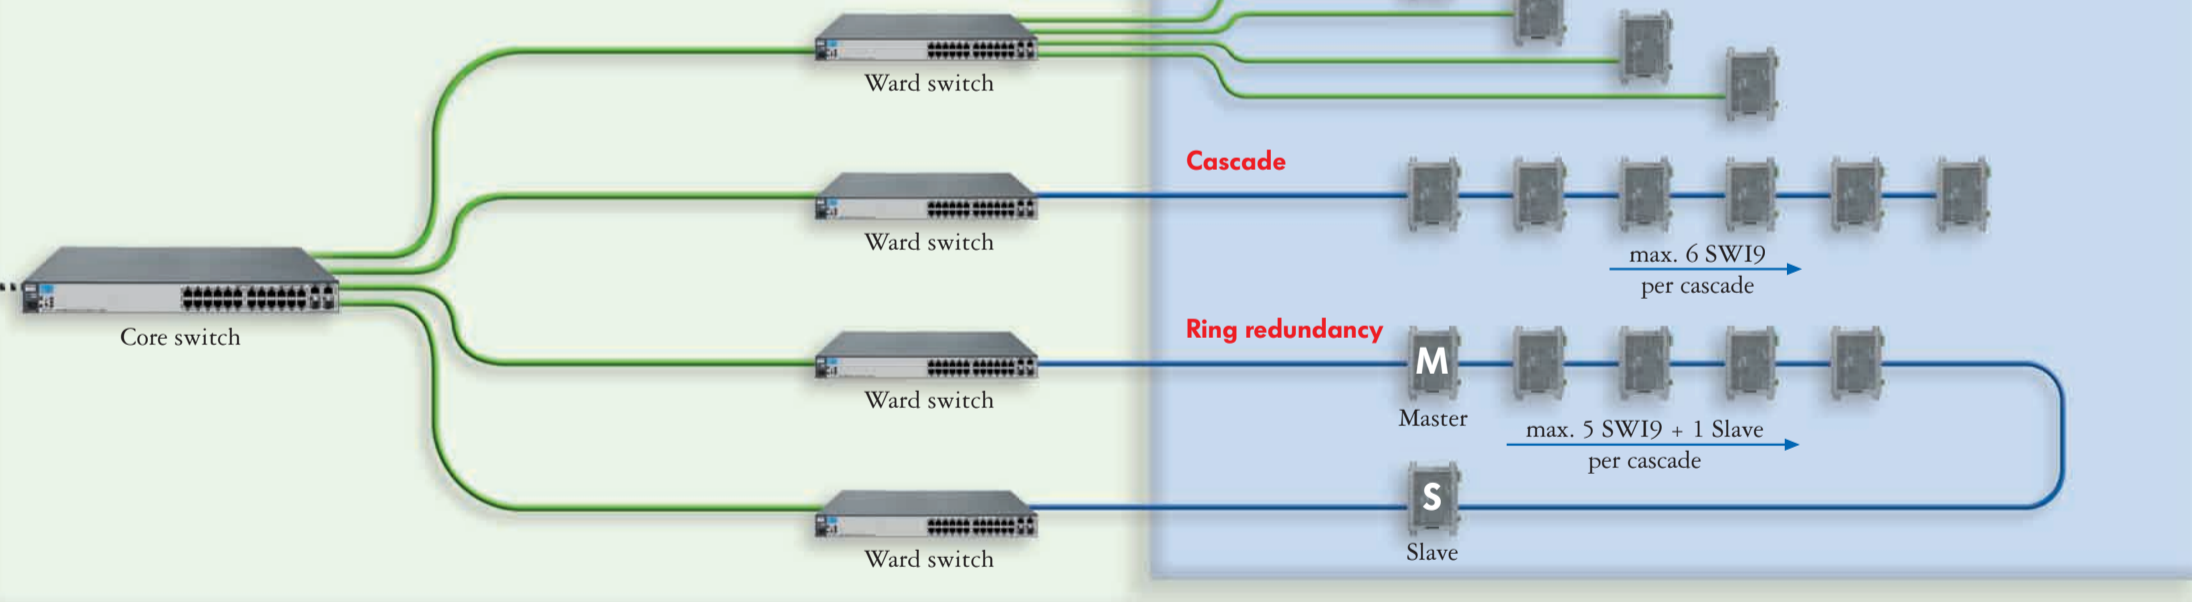 Ward switch
Cascade
Ward switch
max. 6 SWI9
per cascade
Core switch
Ring redundancy
M
Ward switch
Master
max. 5 SWI9 + 1 Slave
per cascade
S
Ward switch
Slave